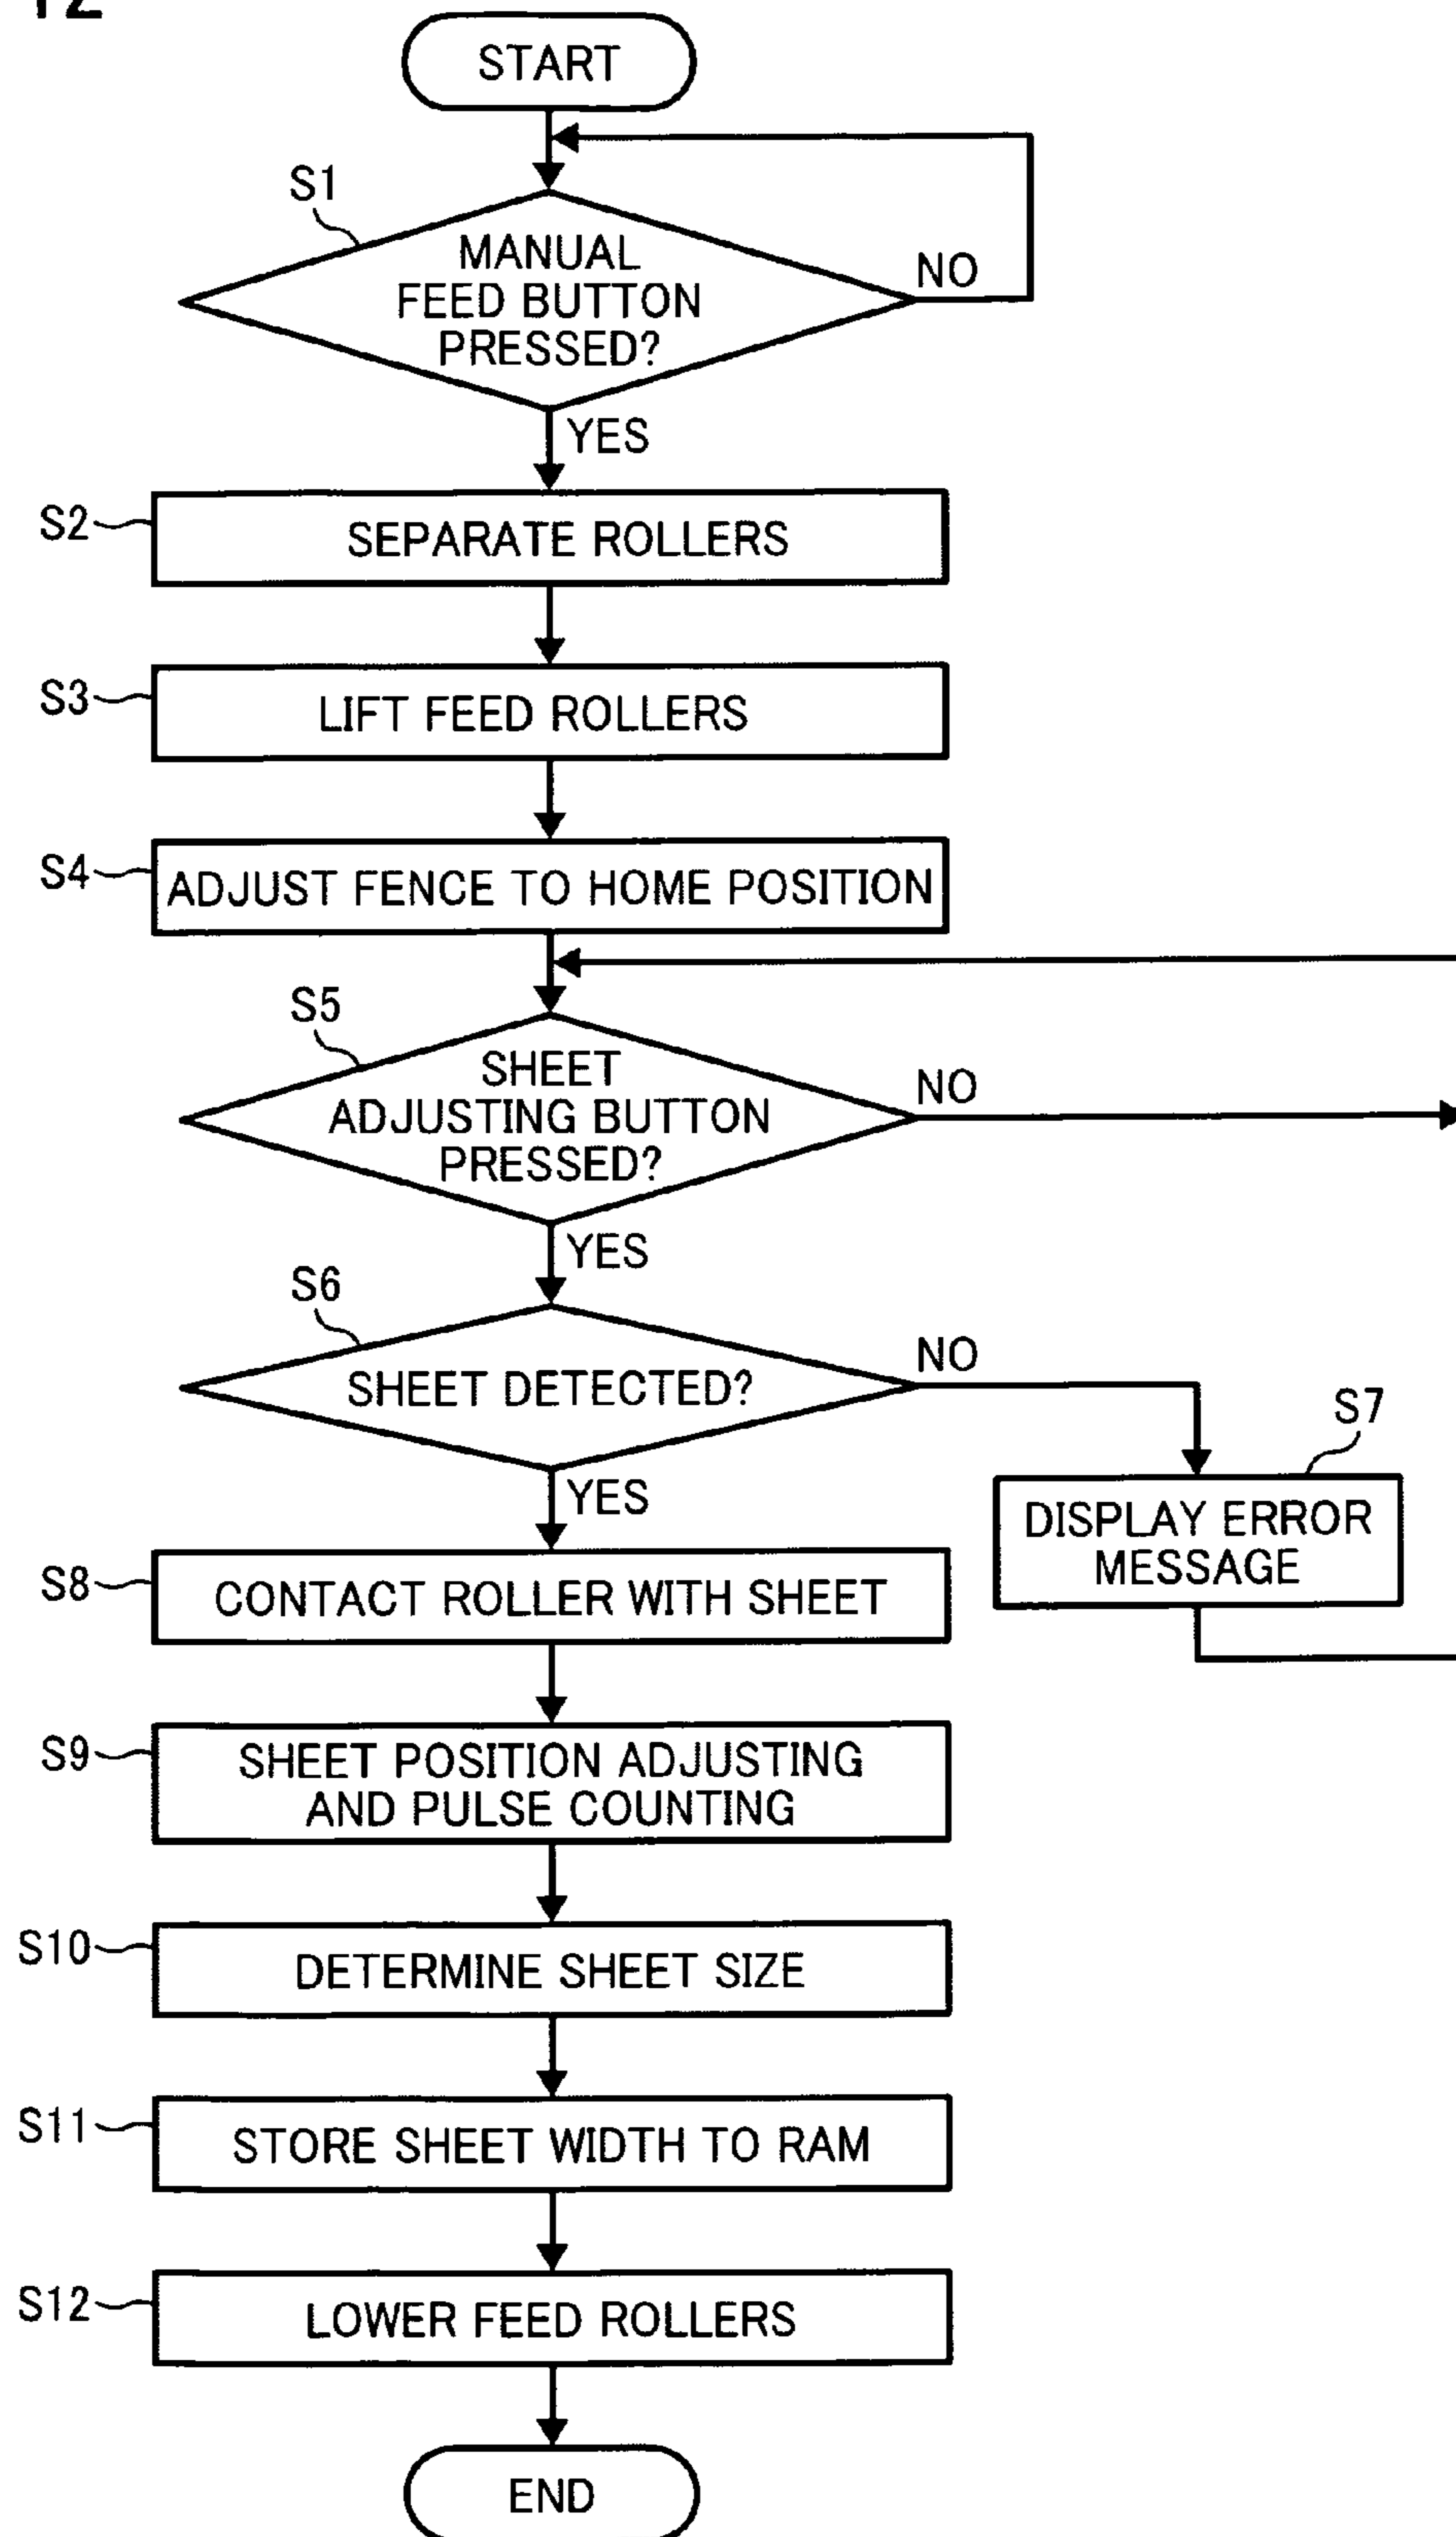 12
START
S1
MANUAL
FEED BUTTON
PRESSED?
NO
YES
S2
SEPARATE ROLLERS
S3
LIFT FEED ROLLERS
S4
ADJUST FENCE TO HOME POSITION
S5
SHEET
ADJUSTING BUTTON
PRESSED?
NO
YES
S6
SHEET DETECTED?
NO
YES
S7
DISPLAY ERROR
MESSAGE
S8
CONTACT ROLLER WITH SHEET
S9
SHEET POSITION ADJUSTING
AND PULSE COUNTING
S10
DETERMINE SHEET SIZE
S11
STORE SHEET WIDTH TO RAM
S12
LOWER FEED ROLLERS
END